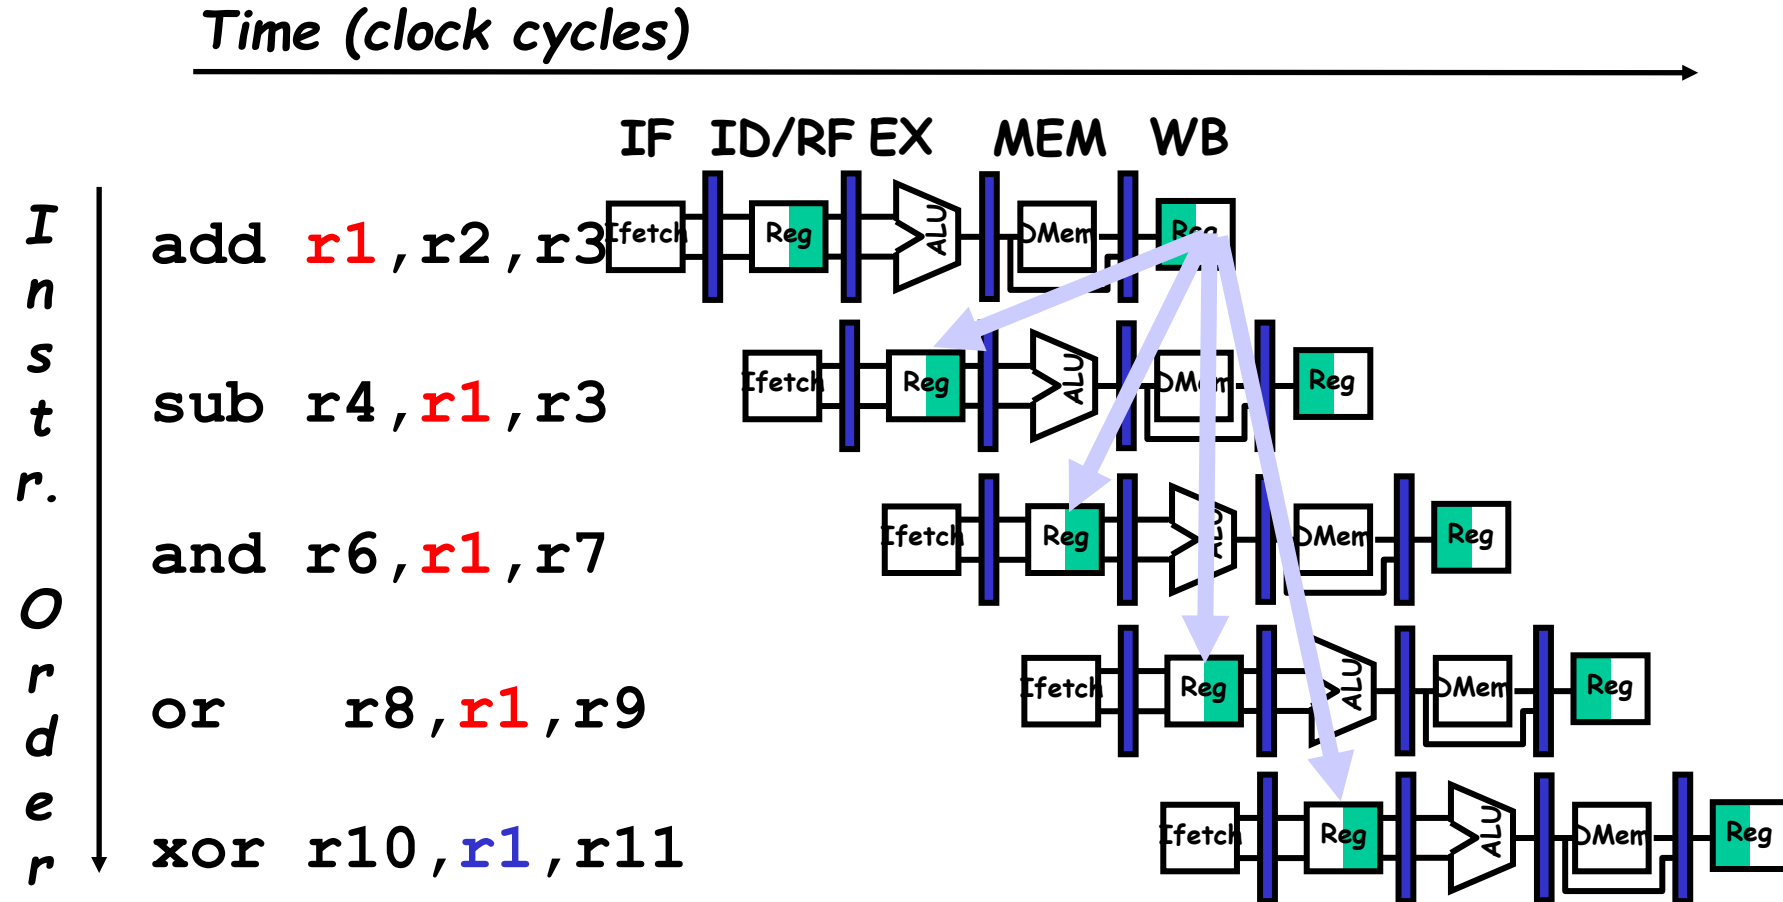 Time (clock cycles)
IF ID/RF EX MEM WB
Instr. Order
add r1,r2,r3
Ifetch Reg ALU DMem Reg
sub r4,r1,r3
Ifetch Reg ALU DMem Reg
and r6,r1,r7
Ifetch Reg ALU DMem Reg
or r8,r1,r9
Ifetch Reg ALU DMem Reg
xor r10,r1,r11
Ifetch Reg ALU DMem Reg